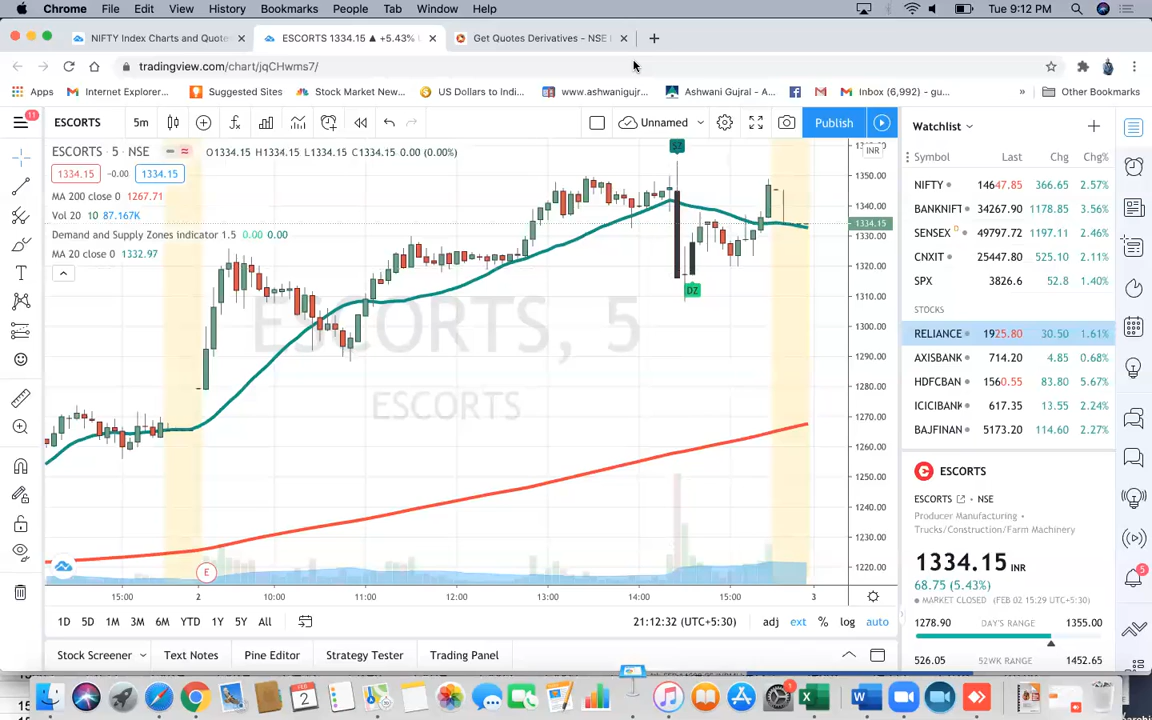 Chrome File Edit View History Bookmarks People Tab Window Help Tue 9:12 PM
NIFTY Index Charts and Quote ESCORTS 1334.15 ▲ +5.43% Get Quotes Derivatives - NSE
tradingview.com/chart/jqCHwms7/
Apps Internet Explorer... Suggested Sites Stock Market New... US Dollars to Indi... www.ashwanigujr... Ashwani Gujral - A... Inbox (6,992) - gu... » Other Bookmarks
11
ESCORTS 5m Unnamed Publish
ESCORTS · 5 · NSE O1334.15 H1334.15 L1334.15 C1334.15 0.00 (0.00%)
1334.15 -0.00 1334.15
MA 200 close 0 1267.71
Vol 20 10 87.167K
Demand and Supply Zones indicator 1.5 0.00 0.00
MA 20 close 0 1332.97
SZ
DZ
ESCORTS, 5
ESCORTS
E
INR
1350.00
1340.00
1334.15
1330.00
1320.00
1310.00
1300.00
1290.00
1280.00
1270.00
1260.00
1250.00
1240.00
1230.00
1220.00
15:00 2 10:00 11:00 12:00 13:00 14:00 15:00 3
1D 5D 1M 3M 6M YTD 1Y 5Y All 21:12:32 (UTC+5:30) adj ext % log auto
Stock Screener Text Notes Pine Editor Strategy Tester Trading Panel
Watchlist
Symbol Last Chg Chg%
NIFTY 14647.85 366.65 2.57%
BANKNIFT 34267.90 1178.85 3.56%
SENSEX 49797.72 1197.11 2.46%
CNXIT 25447.80 525.10 2.11%
SPX 3826.6 52.8 1.40%
STOCKS
RELIANCE 1925.80 30.50 1.61%
AXISBANK 714.20 4.85 0.68%
HDFCBAN 1560.55 83.80 5.67%
ICICIBANK 617.35 13.55 2.24%
BAJFINAN 5173.20 114.60 2.27%
ESCORTS
ESCORTS · NSE
Producer Manufacturing ·
Trucks/Construction/Farm Machinery
1334.15 INR
68.75 (5.43%)
MARKET CLOSED (FEB 02 15:29 UTC+5:30)
1278.90 DAY'S RANGE 1355.00
526.05 52WK RANGE 1452.65
5
FEB
2
1